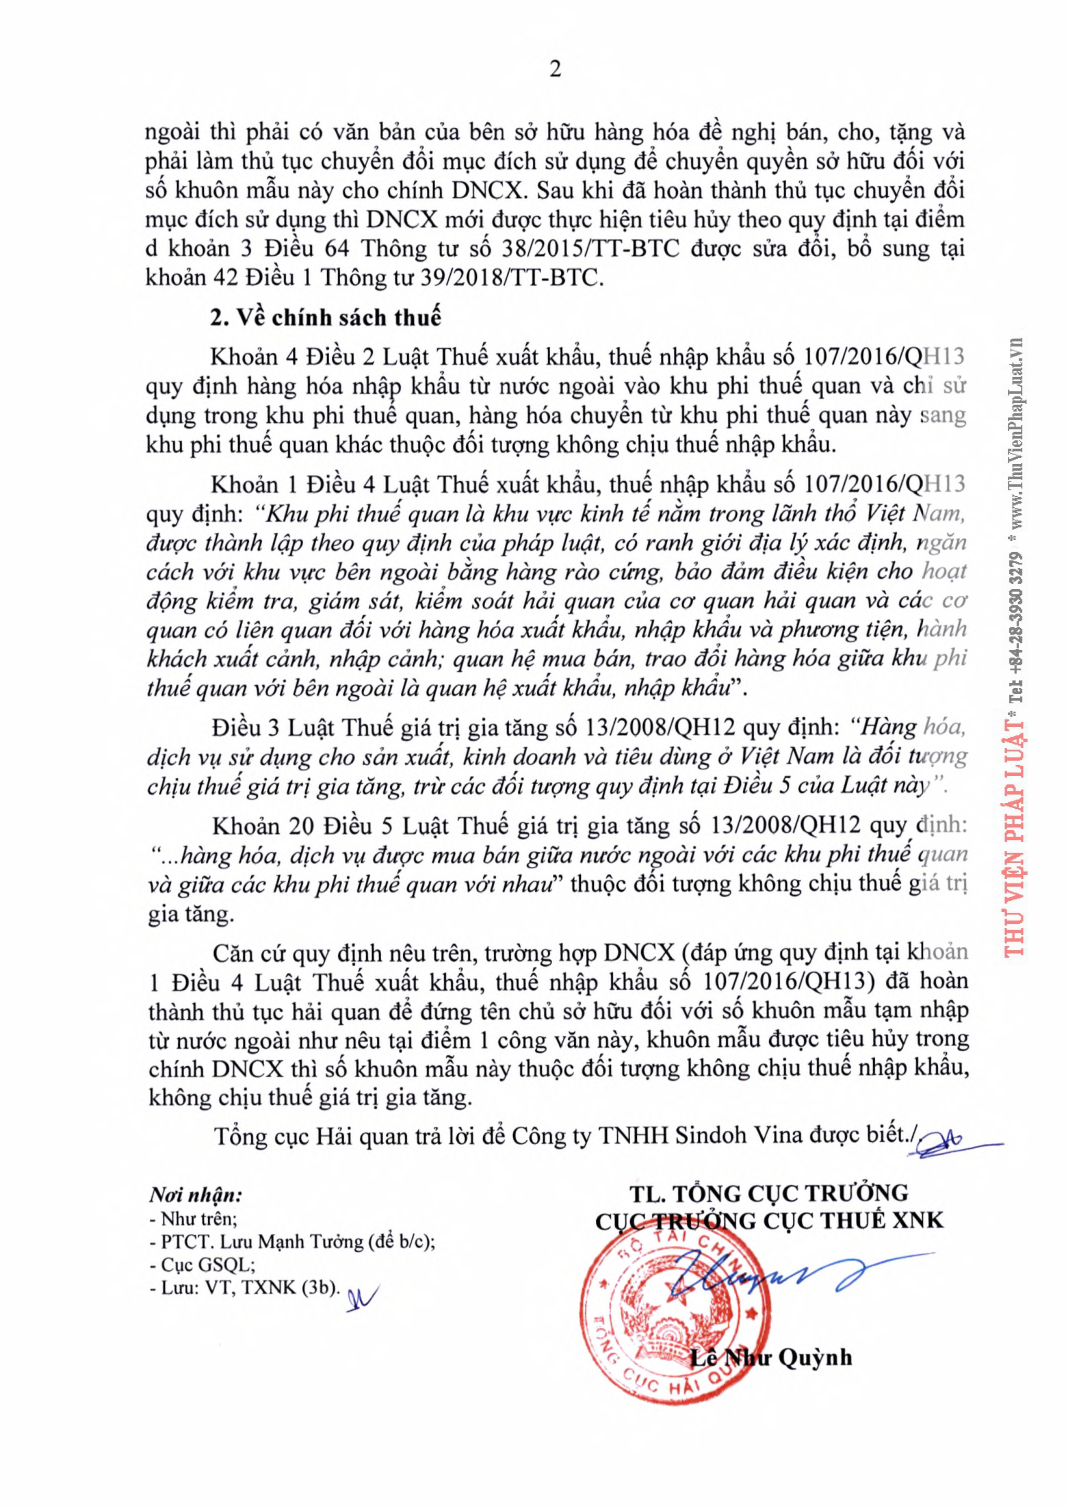 2
ngoài thì phải có văn bản của bên sở hữu hàng hóa đề nghị bán, cho, tặng và
phải làm thủ tục chuyển đổi mục đích sử dụng để chuyển quyền sở hữu đối với
số khuôn mẫu này cho chính DNCX. Sau khi đã hoàn thành thủ tục chuyển đổi
mục đích sử dụng thì DNCX mới được thực hiện tiêu hủy theo quy định tại điểm
d khoản 3 Điều 64 Thông tư số 38/2015/TT-BTC được sửa đổi, bổ sung tại
khoản 42 Điều 1 Thông tư 39/2018/TT-BTC.
2. Về chính sách thuế
Khoản 4 Điều 2 Luật Thuế xuất khẩu, thuế nhập khẩu số 107/2016/QH13
quy định hàng hóa nhập khẩu từ nước ngoài vào khu phi thuế quan và chỉ sử
dụng trong khu phi thuế quan, hàng hóa chuyển từ khu phi thuế quan này sang
khu phi thuế quan khác thuộc đối tượng không chịu thuế nhập khẩu.
Khoản 1 Điều 4 Luật Thuế xuất khẩu, thuế nhập khẩu số 107/2016/QH13
quy định: “Khu phi thuế quan là khu vực kinh tế nằm trong lãnh thổ Việt Nam,
được thành lập theo quy định của pháp luật, có ranh giới địa lý xác định, ngăn
cách với khu vực bên ngoài bằng hàng rào cứng, bảo đảm điều kiện cho hoạt
động kiểm tra, giám sát, kiểm soát hải quan của cơ quan hải quan và các cơ
quan có liên quan đối với hàng hóa xuất khẩu, nhập khẩu và phương tiện, hành
khách xuất cảnh, nhập cảnh; quan hệ mua bán, trao đổi hàng hóa giữa khu phi
thuế quan với bên ngoài là quan hệ xuất khẩu, nhập khẩu”.
Điều 3 Luật Thuế giá trị gia tăng số 13/2008/QH12 quy định: “Hàng hóa,
dịch vụ sử dụng cho sản xuất, kinh doanh và tiêu dùng ở Việt Nam là đối tượng
chịu thuế giá trị gia tăng, trừ các đối tượng quy định tại Điều 5 của Luật này”.
Khoản 20 Điều 5 Luật Thuế giá trị gia tăng số 13/2008/QH12 quy định:
“...hàng hóa, dịch vụ được mua bán giữa nước ngoài với các khu phi thuế quan
và giữa các khu phi thuế quan với nhau” thuộc đối tượng không chịu thuế giá trị
gia tăng.
Căn cứ quy định nêu trên, trường hợp DNCX (đáp ứng quy định tại khoản
1 Điều 4 Luật Thuế xuất khẩu, thuế nhập khẩu số 107/2016/QH13) đã hoàn
thành thủ tục hải quan để đứng tên chủ sở hữu đối với số khuôn mẫu tạm nhập
từ nước ngoài như nêu tại điểm 1 công văn này, khuôn mẫu được tiêu hủy trong
chính DNCX thì số khuôn mẫu này thuộc đối tượng không chịu thuế nhập khẩu,
không chịu thuế giá trị gia tăng.
Tổng cục Hải quan trả lời để Công ty TNHH Sindoh Vina được biết./.
Nơi nhận:
- Như trên;
- PTCT. Lưu Mạnh Tưởng (để b/c);
- Cục GSQL;
- Lưu: VT, TXNK (3b).
TL. TỔNG CỤC TRƯỞNG
CỤC TRƯỞNG CỤC THUẾ XNK
BỘ TÀI CHÍNH
TỔNG CỤC HẢI QUAN
Lê Như Quỳnh
THƯ VIỆN PHÁP LUẬT * Tel: +84-28-3930 3279 * www.ThuVienPhapLuat.vn